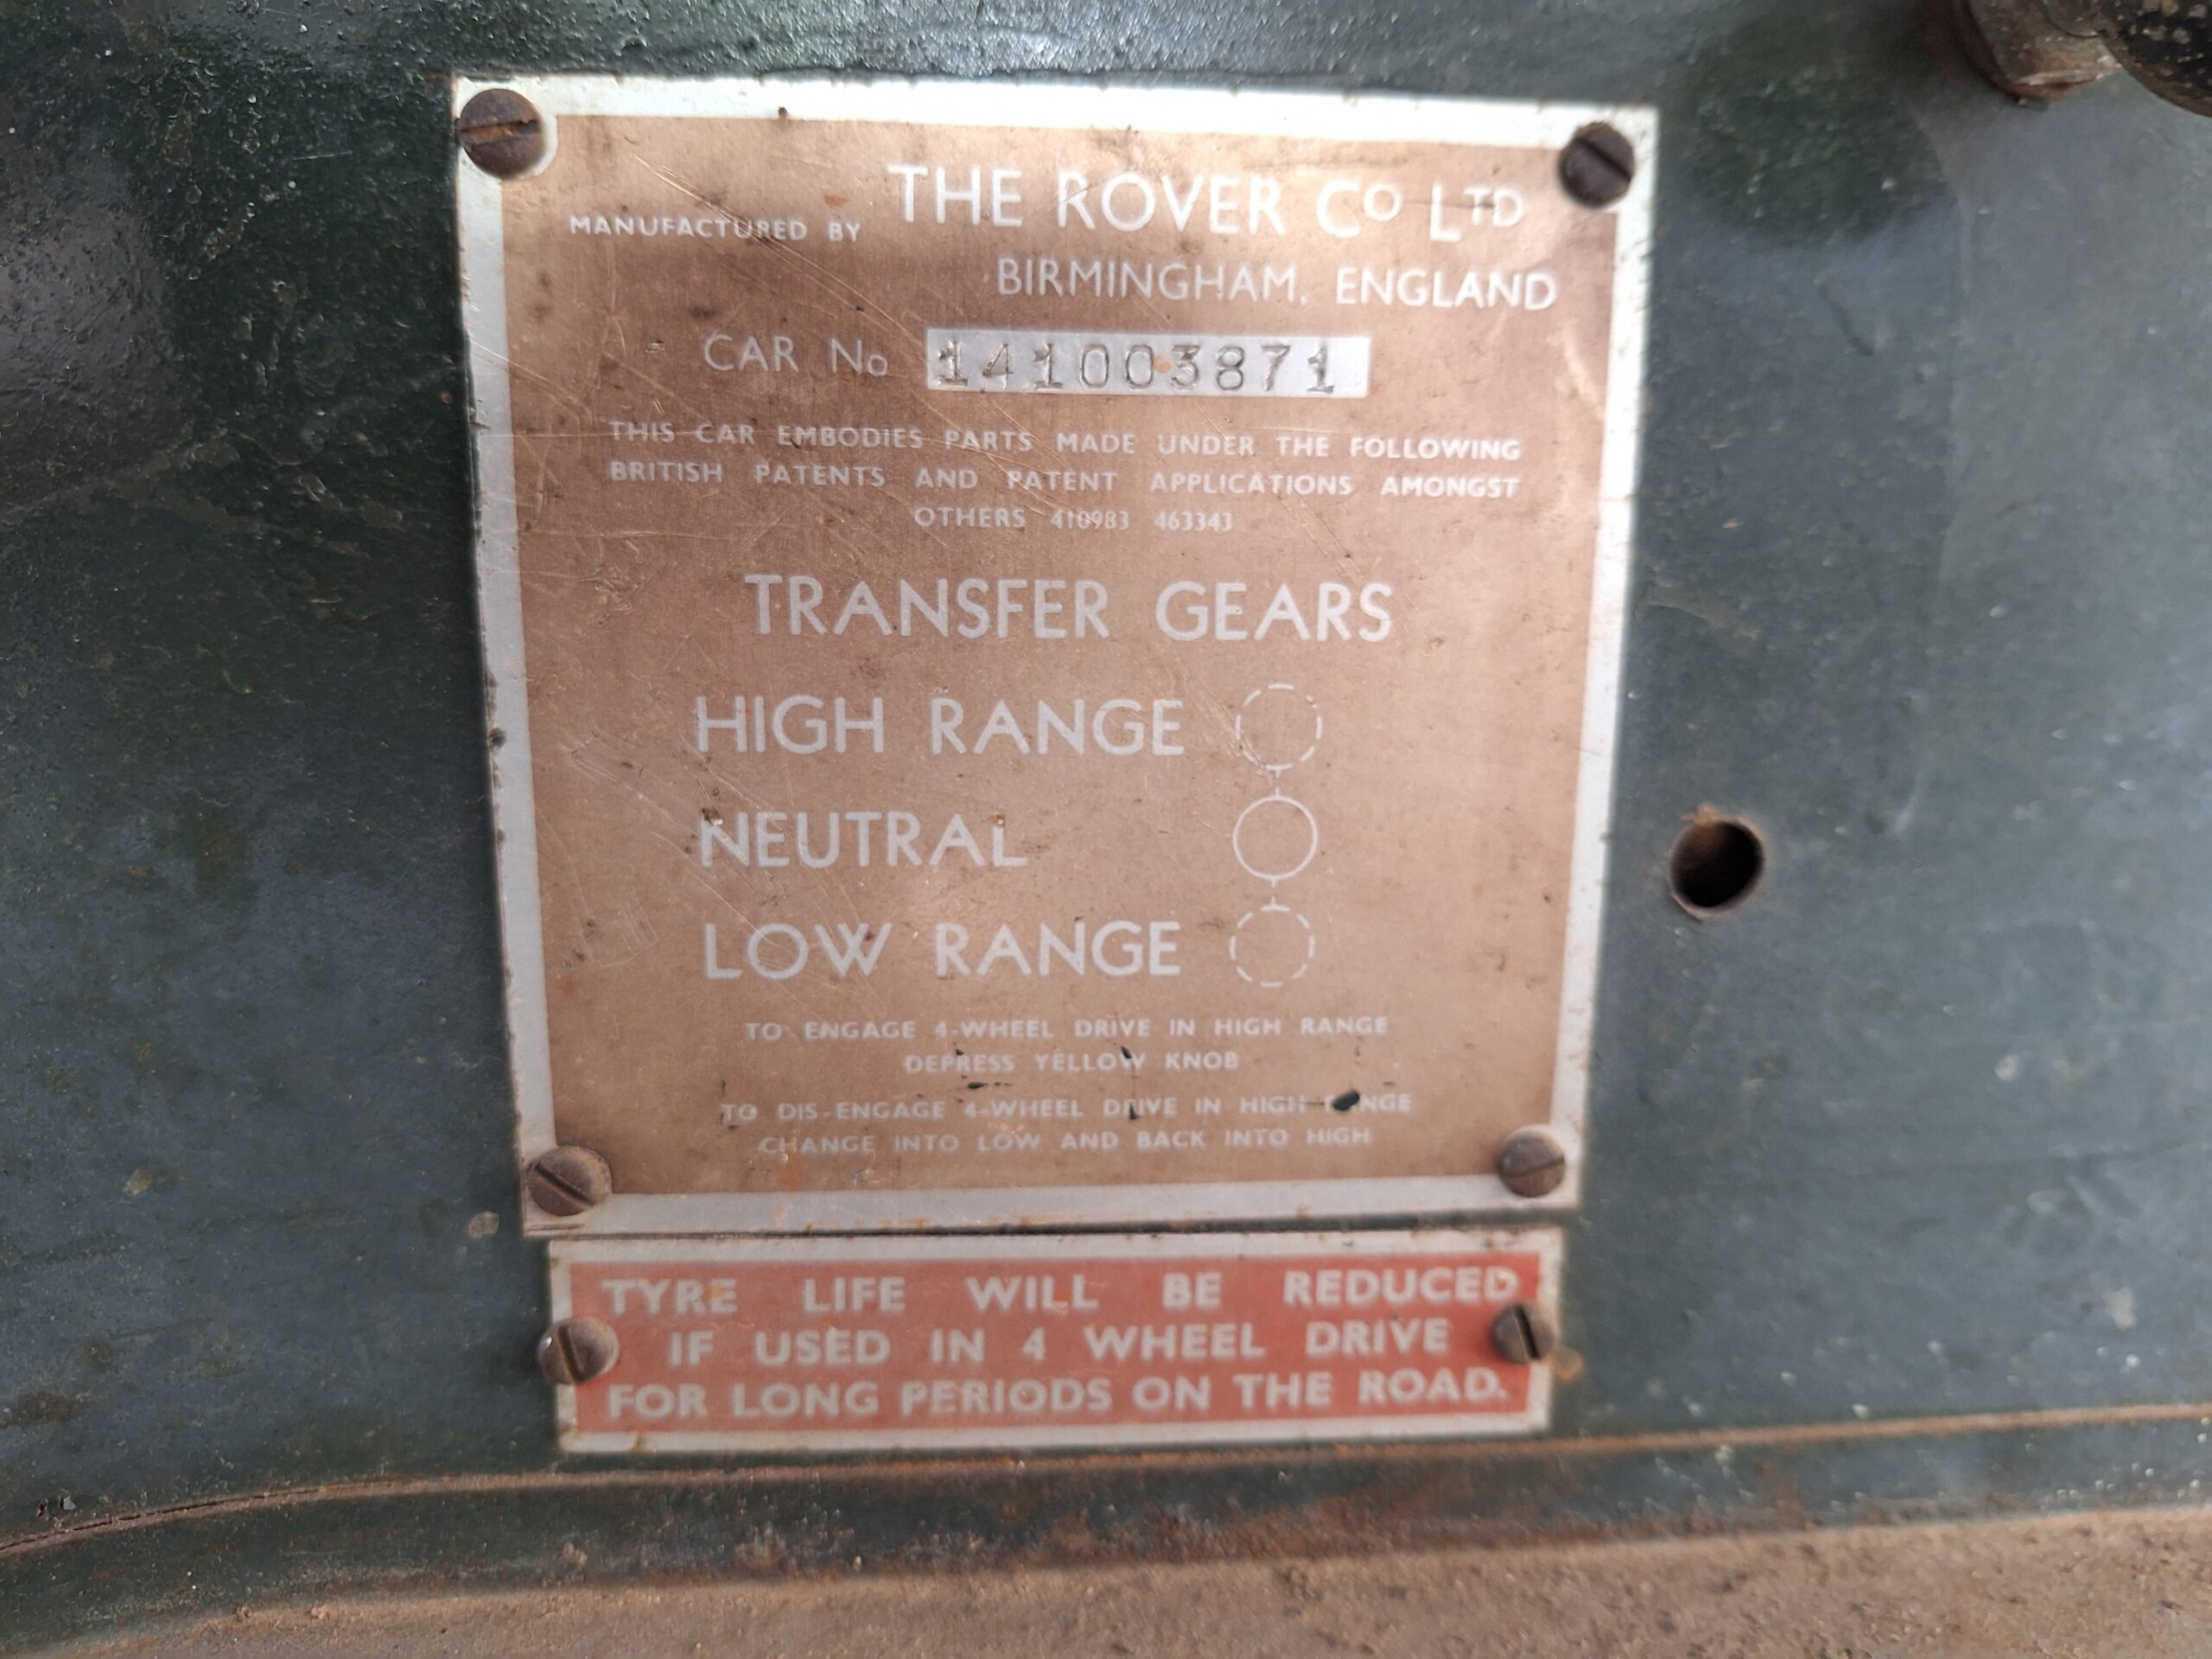 MANUFACTURED BY THE ROVER Co LTD
BIRMINGHAM, ENGLAND
CAR No 141003871
THIS CAR EMBODIES PARTS MADE UNDER THE FOLLOWING
BRITISH PATENTS AND PATENT APPLICATIONS AMONGST
OTHERS 410983 463343
TRANSFER GEARS
HIGH RANGE
NEUTRAL
LOW RANGE
TO ENGAGE 4-WHEEL DRIVE IN HIGH RANGE
DEPRESS YELLOW KNOB
TO DIS-ENGAGE 4-WHEEL DRIVE IN HIGH RANGE
CHANGE INTO LOW AND BACK INTO HIGH
TYRE LIFE WILL BE REDUCED
IF USED IN 4 WHEEL DRIVE
FOR LONG PERIODS ON THE ROAD.